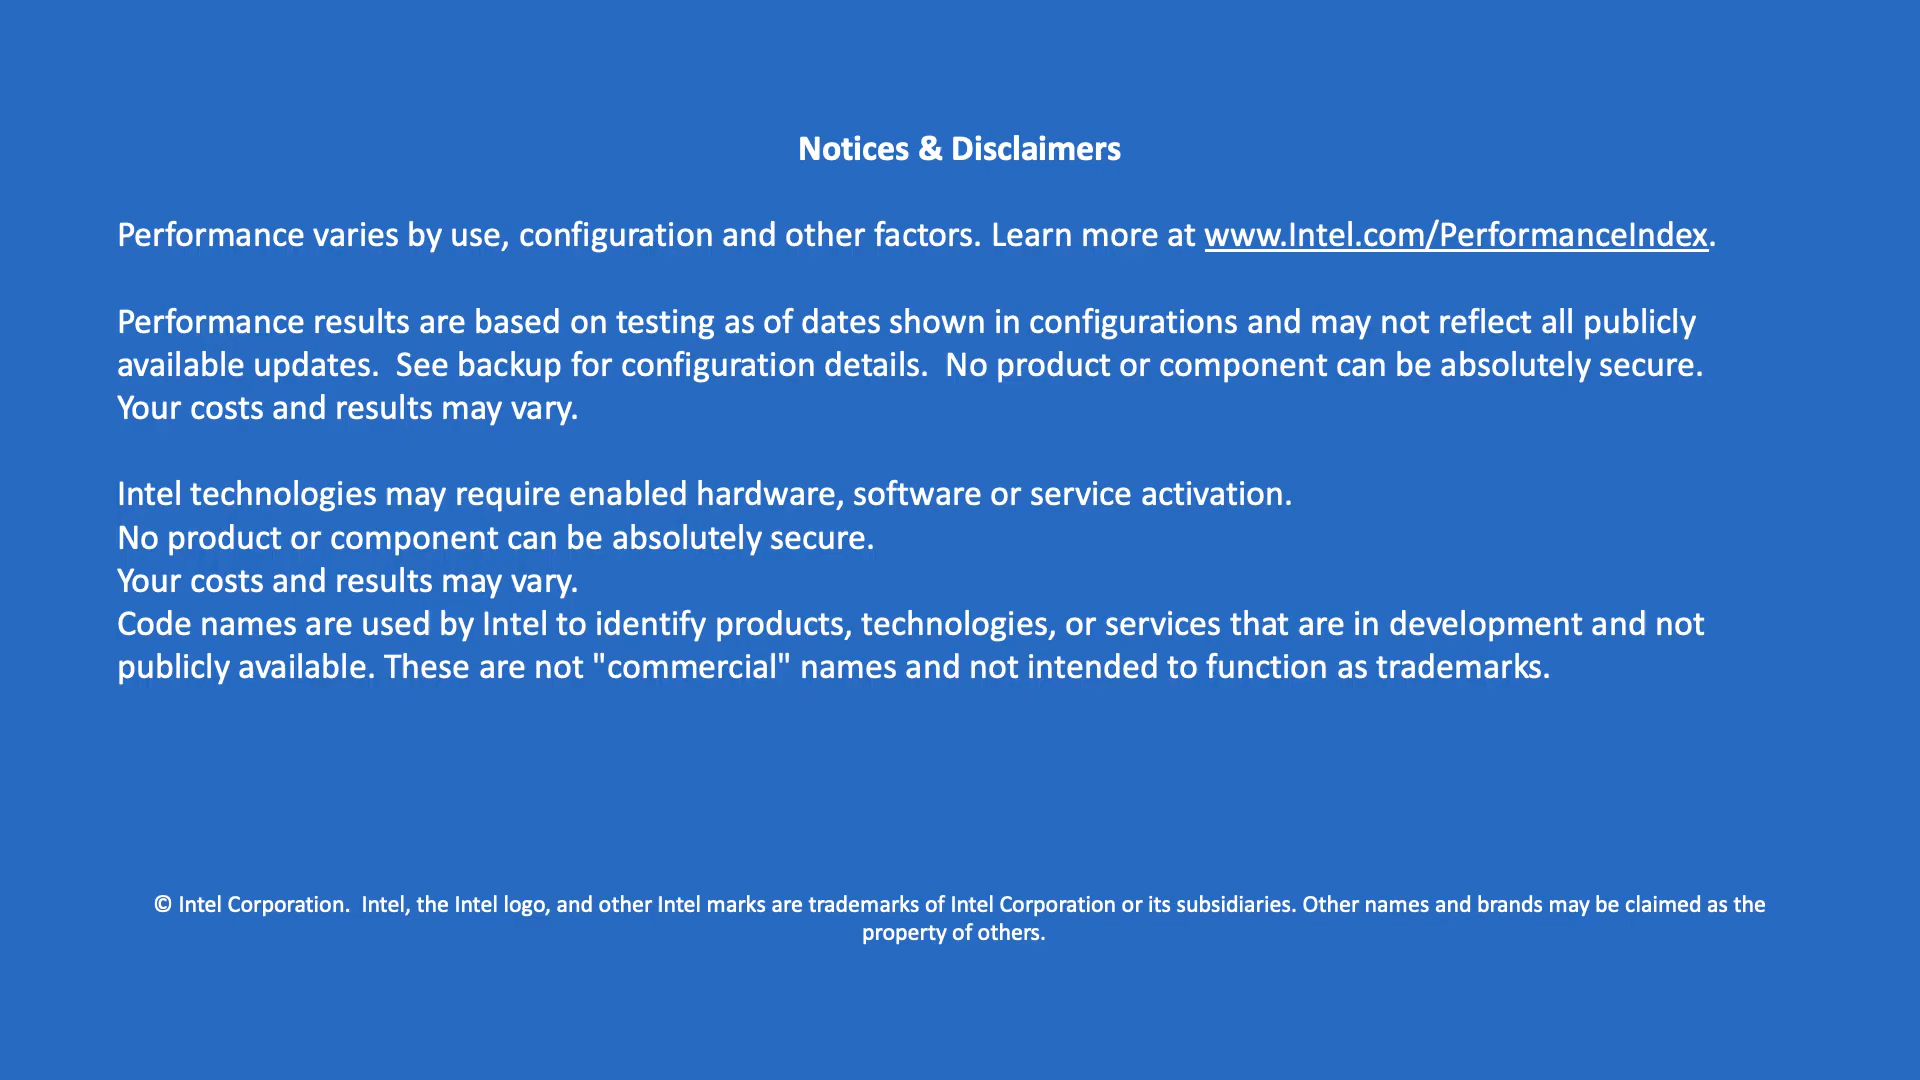 Notices & Disclaimers
Performance varies by use, configuration and other factors. Learn more at www.Intel.com/PerformanceIndex.
Performance results are based on testing as of dates shown in configurations and may not reflect all publicly
available updates.  See backup for configuration details.  No product or component can be absolutely secure.
Your costs and results may vary.
Intel technologies may require enabled hardware, software or service activation.
No product or component can be absolutely secure.
Your costs and results may vary.
Code names are used by Intel to identify products, technologies, or services that are in development and not
publicly available. These are not "commercial" names and not intended to function as trademarks.
© Intel Corporation.  Intel, the Intel logo, and other Intel marks are trademarks of Intel Corporation or its subsidiaries. Other names and brands may be claimed as the
property of others.